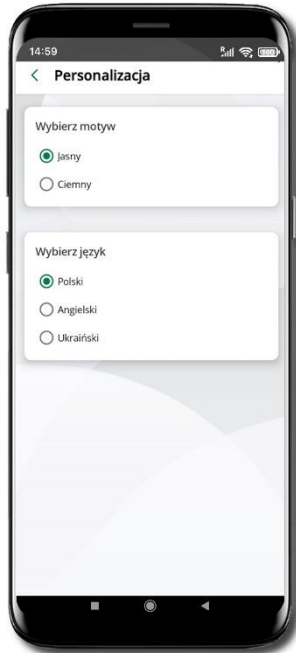 14:59
Personalizacja
Wybierz motyw
Jasny
Ciemny
Wybierz język
Polski
Angielski
Ukraiński